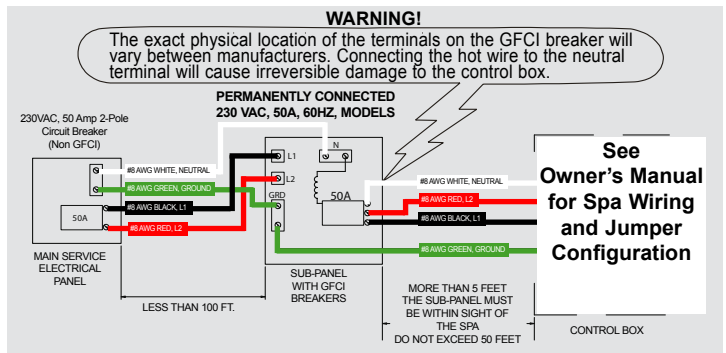 WARNING!
The exact physical location of the terminals on the GFCI breaker will
vary between manufacturers. Connecting the hot wire to the neutral
terminal will cause irreversible damage to the control box.
PERMANENTLY CONNECTED
230 VAC, 50A, 60HZ, MODELS
230VAC, 50 Amp 2-Pole
Circuit Breaker
(Non GFCI)
#8 AWG WHITE, NEUTRAL
#8 AWG GREEN, GROUND
#8 AWG BLACK, L1
#8 AWG RED, L2
50A
MAIN SERVICE
ELECTRICAL
PANEL
LESS THAN 100 FT.
L1
N
L2
GRD
50A
SUB-PANEL
WITH GFCI
BREAKERS
#8 AWG WHITE, NEUTRAL
#8 AWG RED, L2
#8 AWG BLACK, L1
#8 AWG GREEN, GROUND
MORE THAN 5 FEET
THE SUB-PANEL MUST
BE WITHIN SIGHT OF
THE SPA
DO NOT EXCEED 50 FEET
See
Owner's Manual
for Spa Wiring
and Jumper
Configuration
CONTROL BOX